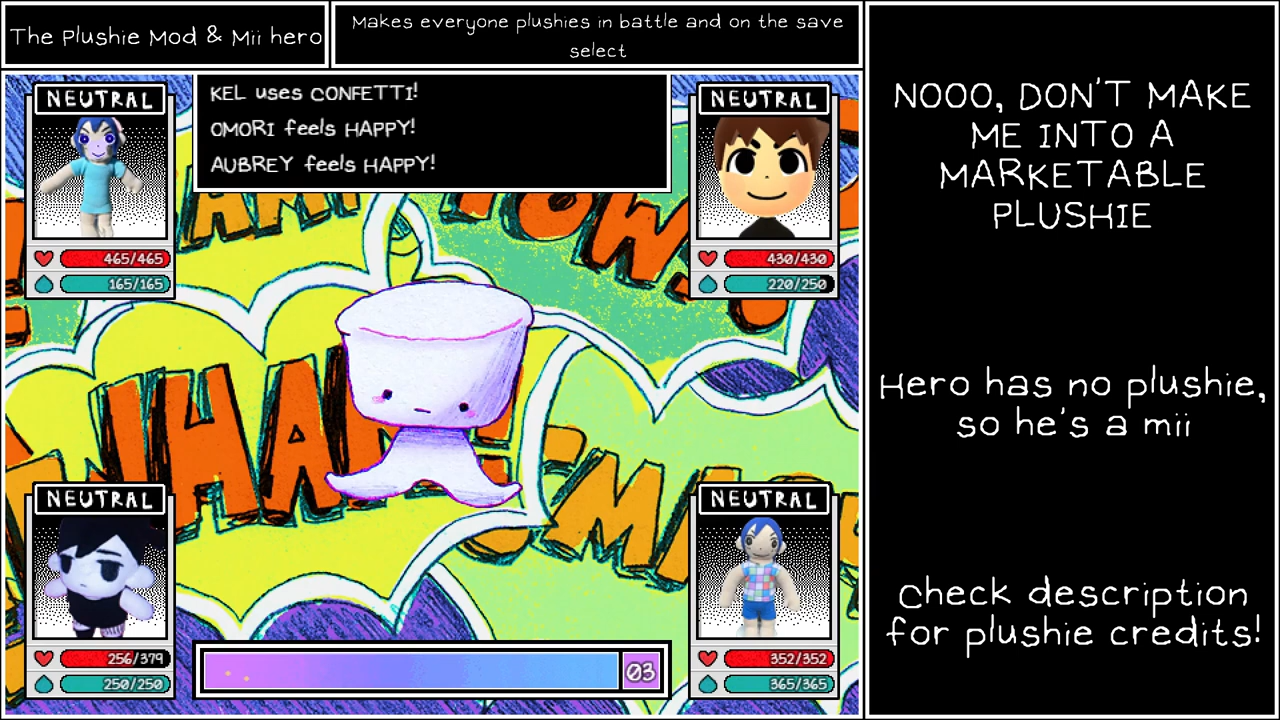 The Plushie Mod & Mii hero
Makes everyone plushies in battle and on the save
select
NEUTRAL
465/465
165/165
KEL uses CONFETTI!
OMORI feels HAPPY!
AUBREY feels HAPPY!
NEUTRAL
430/430
220/250
NEUTRAL
256/379
250/250
03
NEUTRAL
352/352
365/365
WHAM
NOOO, DON'T MAKE
ME INTO A
MARKETABLE
PLUSHIE
Hero has no plushie,
so he's a mii
Check description
for plushie credits!